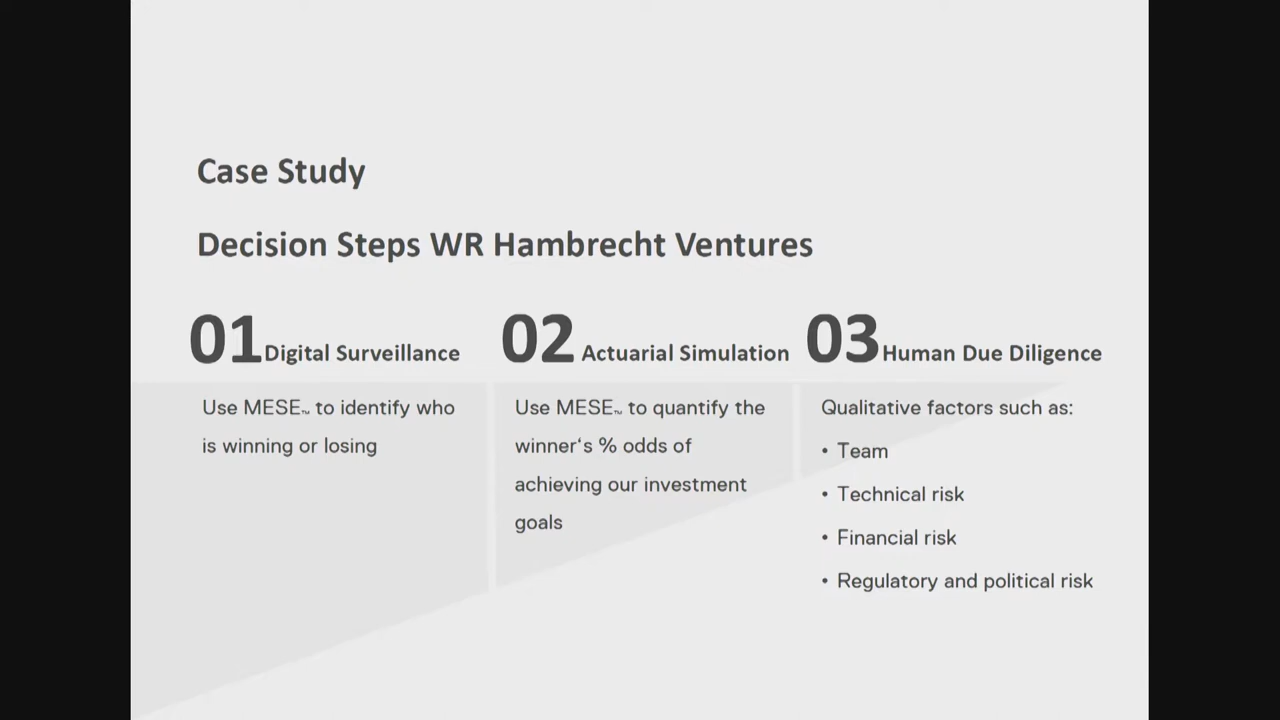 Case Study
Decision Steps WR Hambrecht Ventures
01 Digital Surveillance
Use MESE™ to identify who
is winning or losing
02 Actuarial Simulation
Use MESE™ to quantify the
winner‘s % odds of
achieving our investment
goals
03 Human Due Diligence
Qualitative factors such as:
• Team
• Technical risk
• Financial risk
• Regulatory and political risk